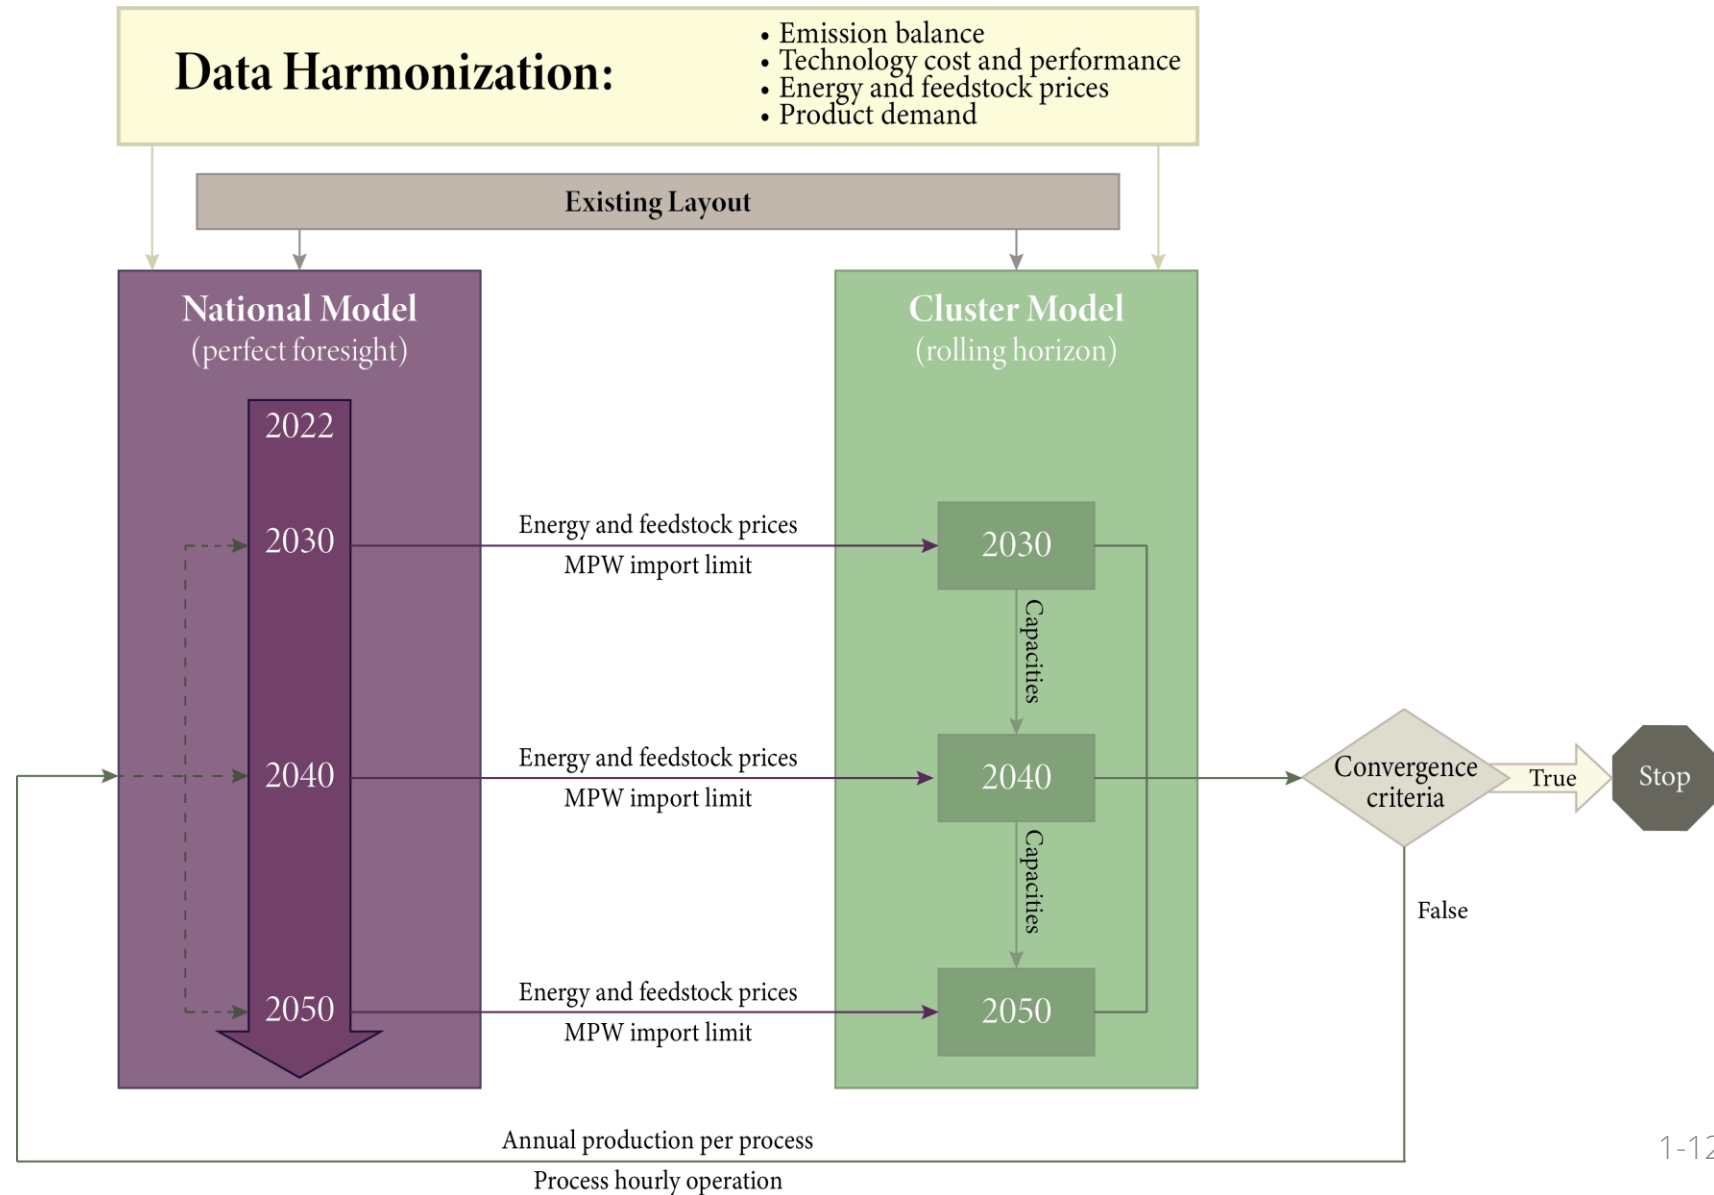 Data Harmonization:
• Emission balance
• Technology cost and performance
• Energy and feedstock prices
• Product demand
Existing Layout
National Model
(perfect foresight)
Cluster Model
(rolling horizon)
2022
2030
Energy and feedstock prices
MPW import limit
2030
Capacities
2040
Energy and feedstock prices
MPW import limit
2040
Convergence
criteria
True
Stop
Capacities
False
2050
Energy and feedstock prices
MPW import limit
2050
Annual production per process
Process hourly operation
1-12